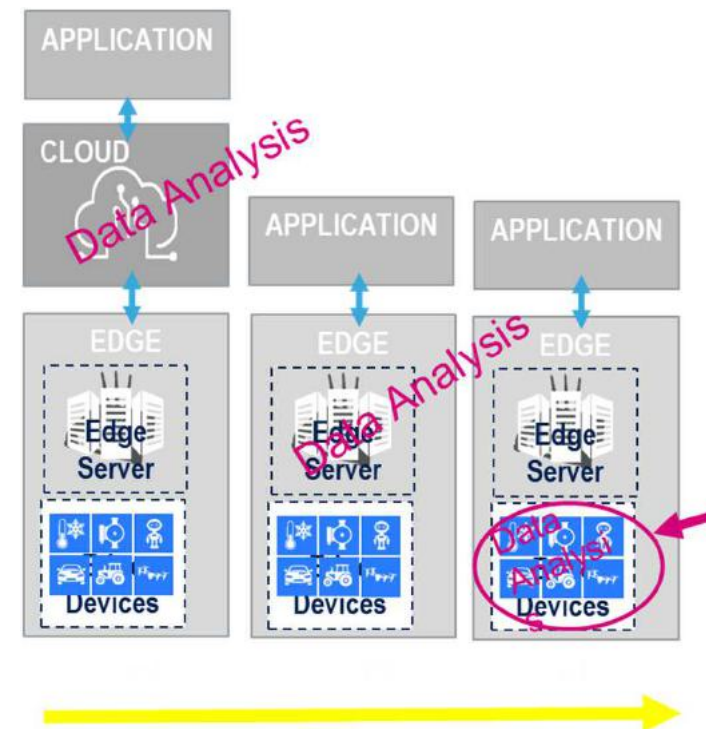 APPLICATION
CLOUD
Data Analysis
EDGE
Edge
Server
Devices
APPLICATION
EDGE
Data Analysis
Edge
Server
Devices
APPLICATION
EDGE
Edge
Server
Data
Analysi
s
Devices